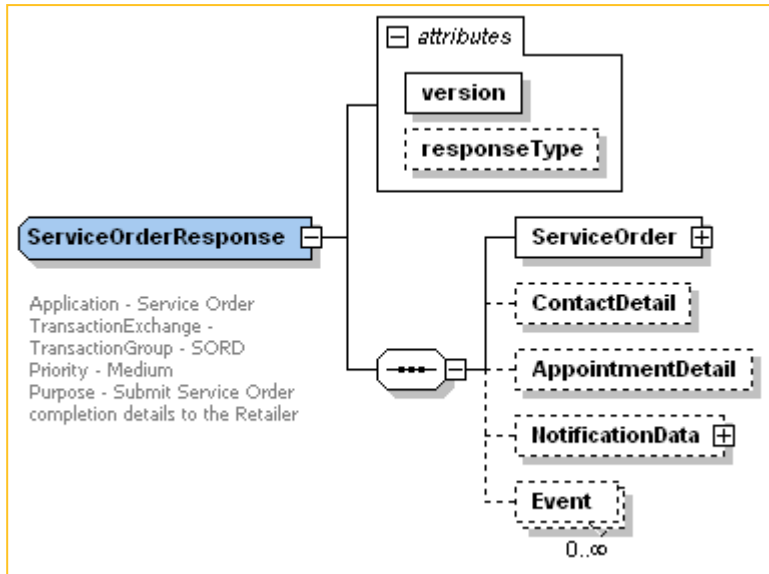 attributes
version
responseType
ServiceOrderResponse
Application - Service Order
TransactionExchange -
TransactionGroup - SORD
Priority - Medium
Purpose - Submit Service Order
completion details to the Retailer
ServiceOrder
ContactDetail
AppointmentDetail
NotificationData
Event
0..∞